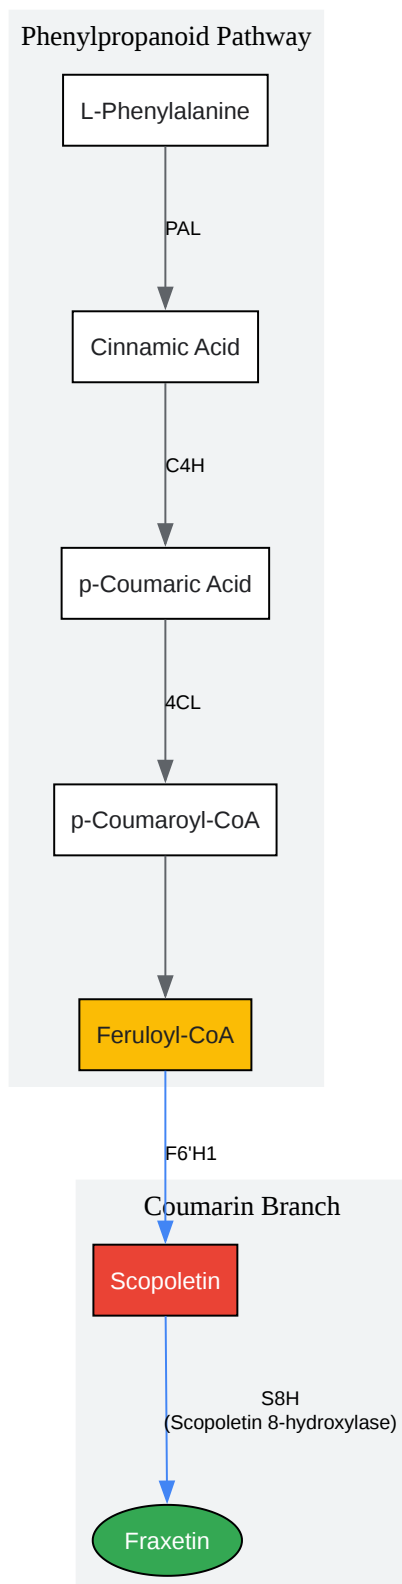 Phenylpropanoid Pathway
L-Phenylalanine
PAL
Cinnamic Acid
C4H
p-Coumaric Acid
4CL
p-Coumaroyl-CoA
Feruloyl-CoA
F6'H1
Coumarin Branch
Scopoletin
S8H
(Scopoletin 8-hydroxylase)
Fraxetin